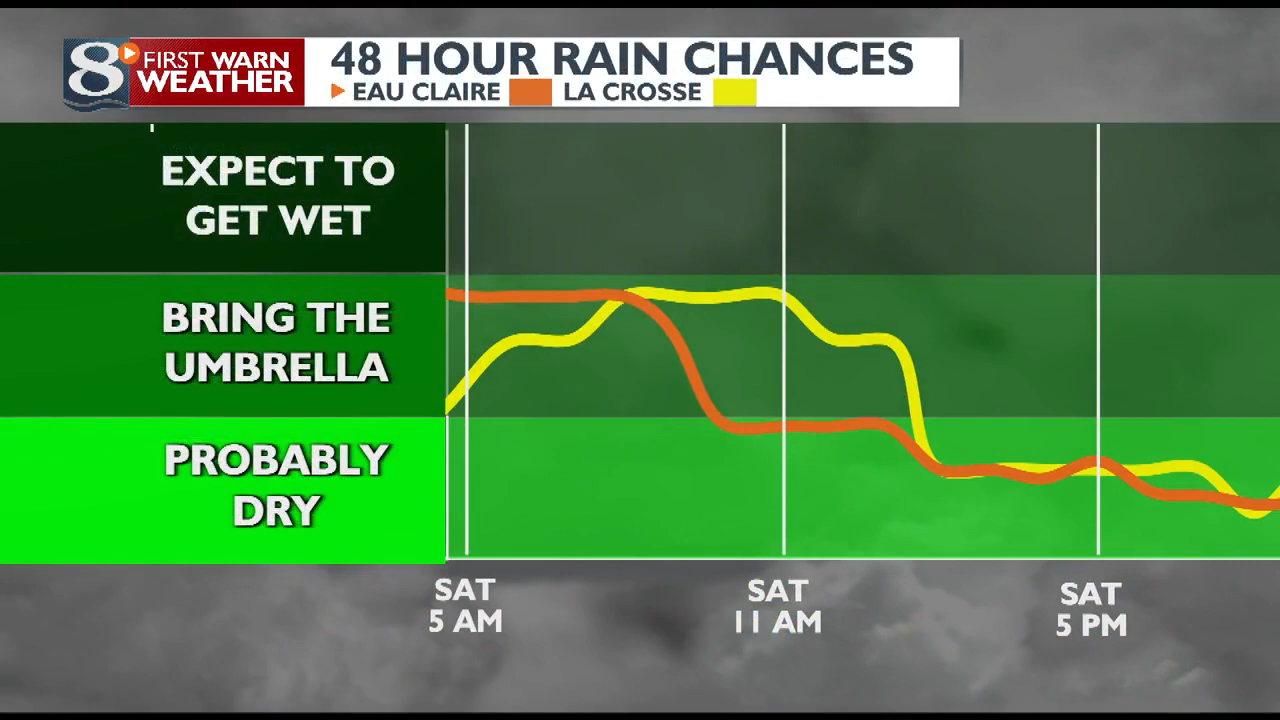 8 FIRST WARN
WEATHER
48 HOUR RAIN CHANCES
EAU CLAIRE LA CROSSE
EXPECT TO
GET WET
BRING THE
UMBRELLA
PROBABLY
DRY
SAT
5 AM
SAT
11 AM
SAT
5 PM